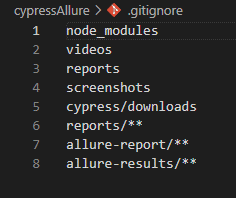 cypressAllure > .gitignore
1 node_modules
2 videos
3 reports
4 screenshots
5 cypress/downloads
6 reports/**
7 allure-report/**
8 allure-results/**